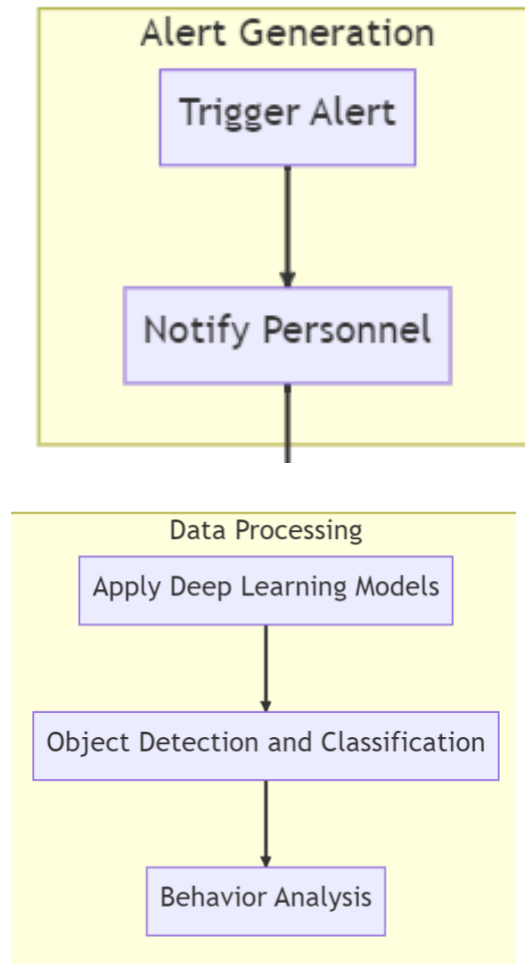 Alert Generation
Trigger Alert
Notify Personnel
Data Processing
Apply Deep Learning Models
Object Detection and Classification
Behavior Analysis